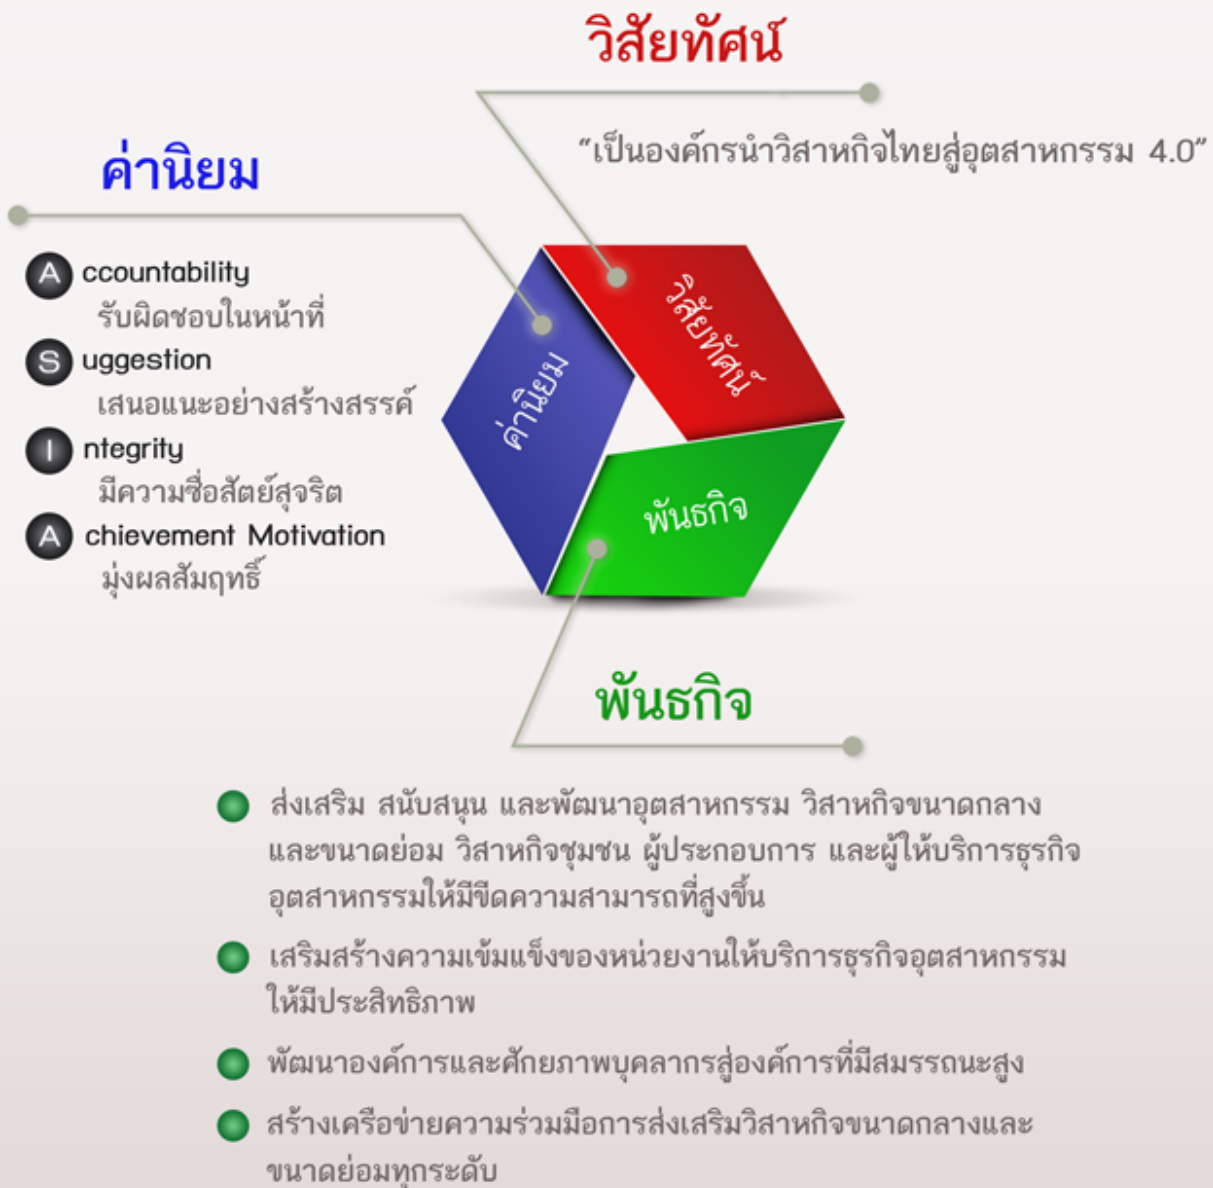 วิสัยทัศน์
"เป็นองค์กรนำวิสาหกิจไทยสู่อุตสาหกรรม 4.0"
ค่านิยม
Accountability
รับผิดชอบในหน้าที่
Suggestion
เสนอแนะอย่างสร้างสรรค์
Integrity
มีความซื่อสัตย์สุจริต
Achievement Motivation
มุ่งผลสัมฤทธิ์
วิสัยทัศน์
ค่านิยม
พันธกิจ
พันธกิจ
ส่งเสริม สนับสนุน และพัฒนาอุตสาหกรรม วิสาหกิจขนาดกลาง
และขนาดย่อม วิสาหกิจชุมชน ผู้ประกอบการ และผู้ให้บริการธุรกิจ
อุตสาหกรรมให้มีขีดความสามารถที่สูงขึ้น
เสริมสร้างความเข้มแข็งของหน่วยงานให้บริการธุรกิจอุตสาหกรรม
ให้มีประสิทธิภาพ
พัฒนาองค์การและศักยภาพบุคลากรสู่องค์การที่มีสมรรถนะสูง
สร้างเครือข่ายความร่วมมือการส่งเสริมวิสาหกิจขนาดกลางและ
ขนาดย่อมทุกระดับ